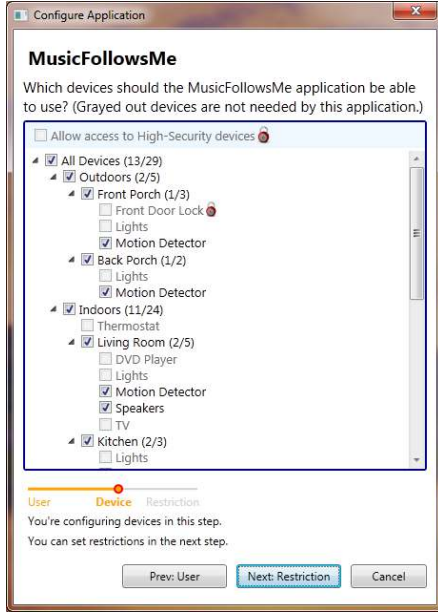 Configure Application
MusicFollowsMe
Which devices should the MusicFollowsMe application be able
to use? (Grayed out devices are not needed by this application.)
Allow access to High-Security devices
All Devices (13/29)
Outdoors (2/5)
Front Porch (1/3)
Front Door Lock
Lights
Motion Detector
Back Porch (1/2)
Lights
Motion Detector
Indoors (11/24)
Thermostat
Living Room (2/5)
DVD Player
Lights
Motion Detector
Speakers
TV
Kitchen (2/3)
Lights
User Device Restriction
You're configuring devices in this step.
You can set restrictions in the next step.
Prev: User Next: Restriction Cancel